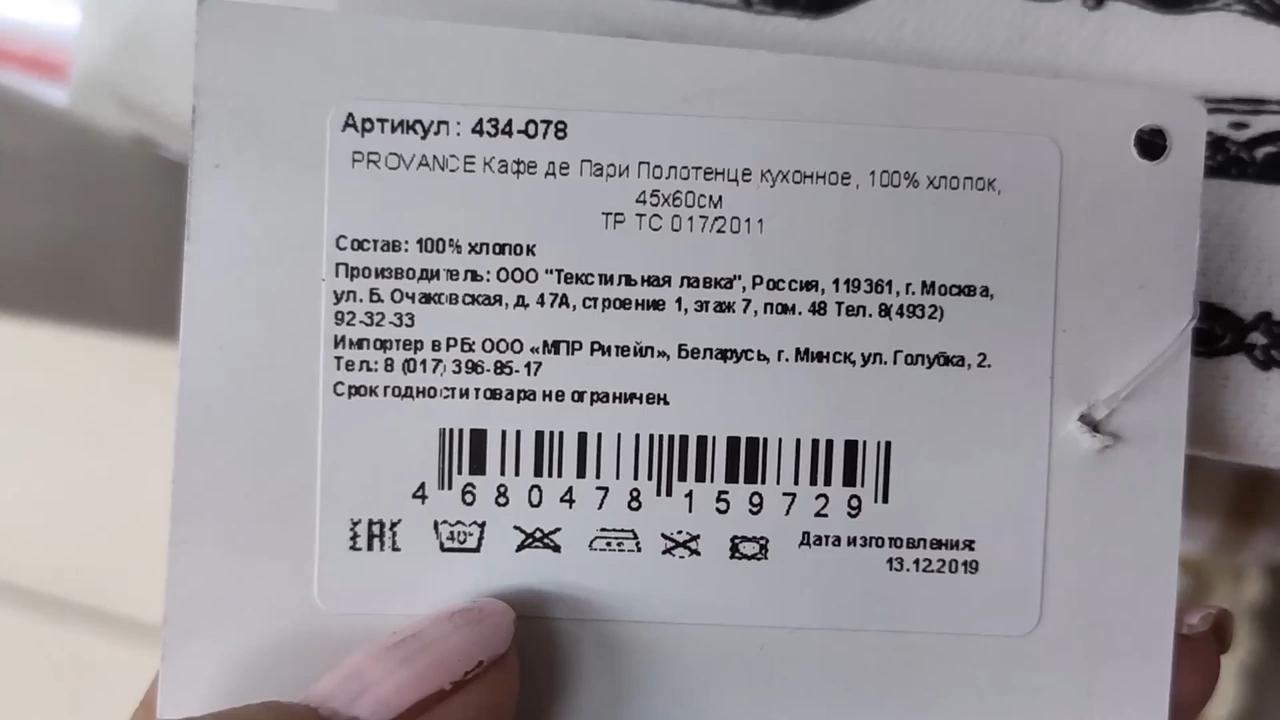 Артикул: 434-078
PROVANCE Кафе де Пари Полотенце кухонное, 100% хлопок,
45х60см
ТР ТС 017/2011
Состав: 100% хлопок
Производитель: ООО "Текстильная лавка", Россия, 119361, г. Москва,
ул. Б. Очаковская, д. 47А, строение 1, этаж 7, пом. 48 Тел. 8(4932)
92-32-33
Импортер в РБ: ООО «МПР Ритейл», Беларусь, г. Минск, ул. Голубка, 2.
Тел.: 8 (017) 396-85-17
Срок годности товара не ограничен.
4 680478 159729
EAC 40°
Дата изготовления:
13.12.2019